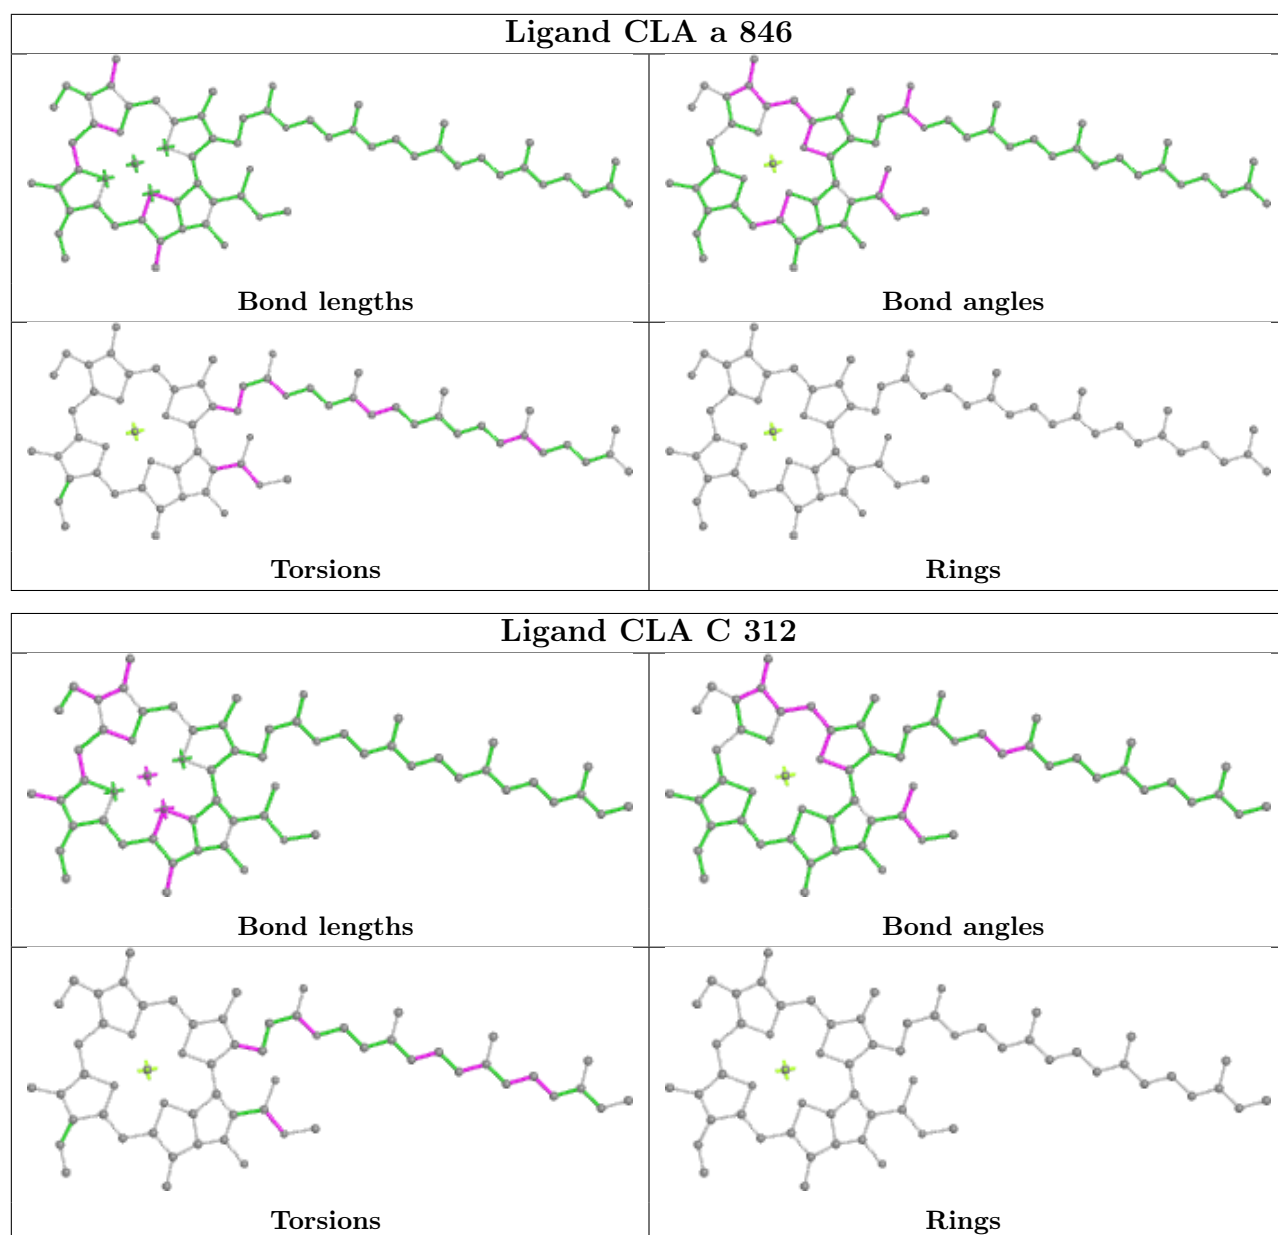 Ligand CLA a 846
Bond lengths
Bond angles
Torsions
Rings
Ligand CLA C 312
Bond lengths
Bond angles
Torsions
Rings